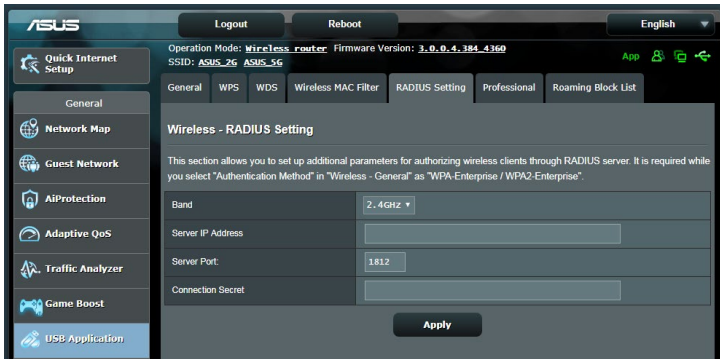 ASUS
Logout Reboot English
Operation Mode: Wireless router Firmware Version: 3.0.0.4.384_4360
SSID: ASUS_2G ASUS_5G
App
Quick Internet
Setup
General
Network Map
Guest Network
AiProtection
Adaptive QoS
Traffic Analyzer
Game Boost
USB Application
General WPS WDS Wireless MAC Filter RADIUS Setting Professional Roaming Block List
Wireless - RADIUS Setting
This section allows you to set up additional parameters for authorizing wireless clients through RADIUS server. It is required while
you select "Authentication Method" in "Wireless - General" as "WPA-Enterprise / WPA2-Enterprise".
Band 2.4GHz
Server IP Address
Server Port: 1812
Connection Secret
Apply